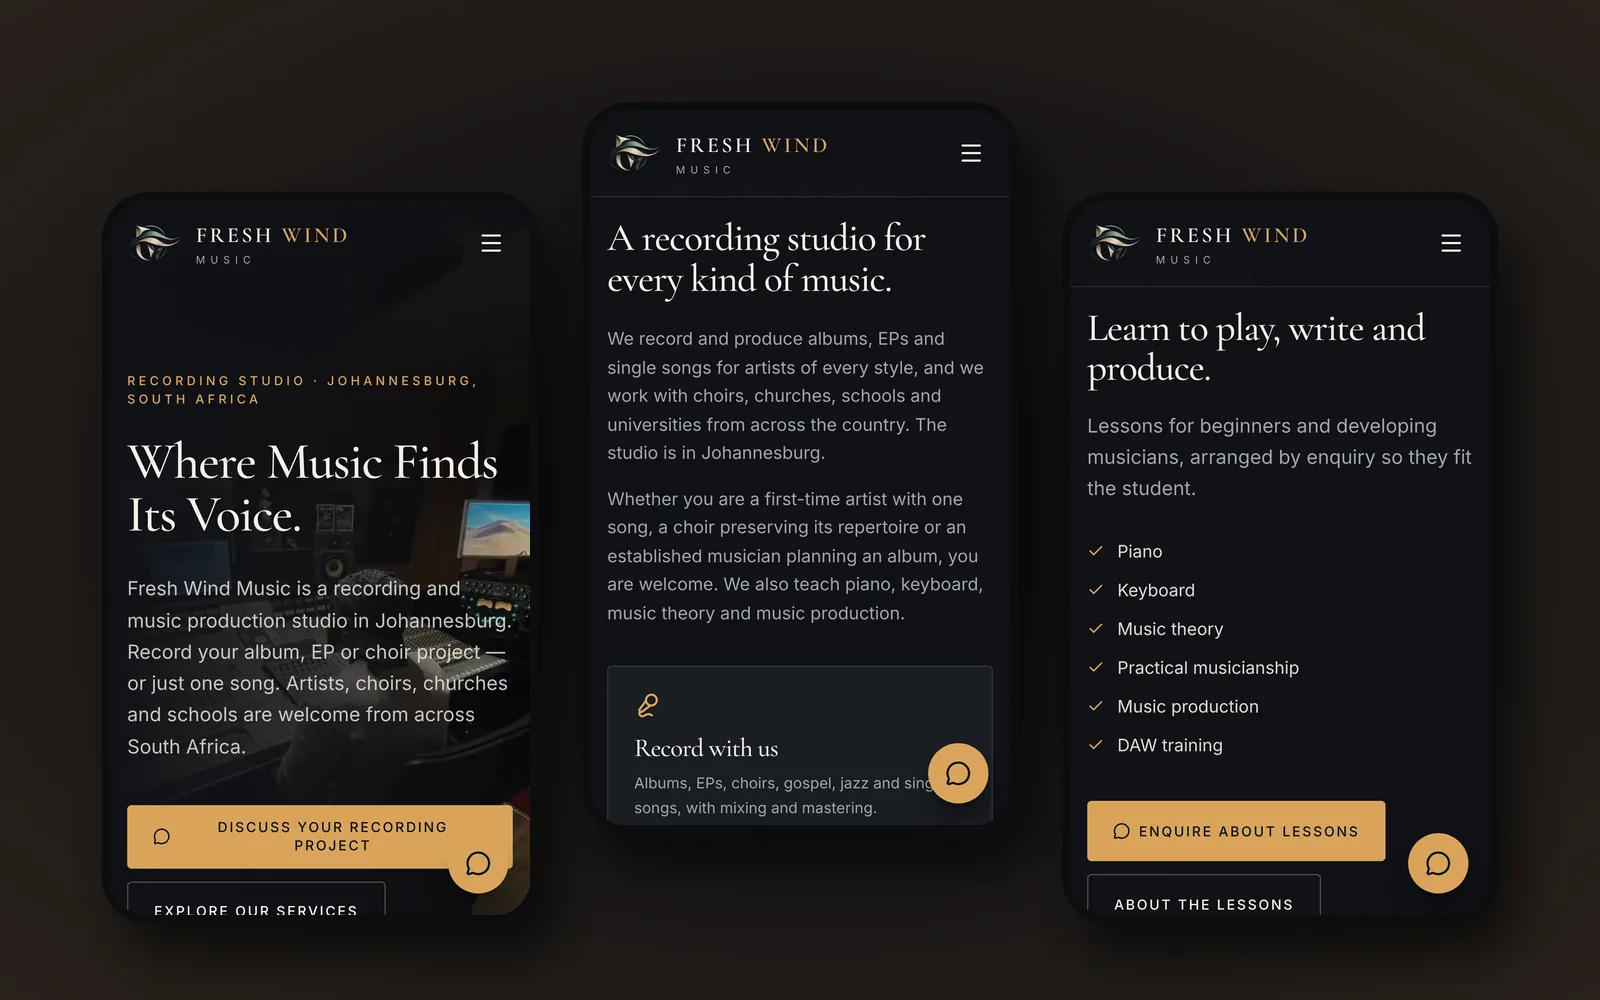 FRESH WIND
MUSIC
RECORDING STUDIO · JOHANNESBURG,
SOUTH AFRICA
Where Music Finds
Its Voice.
Fresh Wind Music is a recording and
music production studio in Johannesburg.
Record your album, EP or choir project —
or just one song. Artists, choirs, churches
and schools are welcome from across
South Africa.
DISCUSS YOUR RECORDING
PROJECT
EXPLORE OUR SERVICES
FRESH WIND
MUSIC
A recording studio for
every kind of music.
We record and produce albums, EPs and
single songs for artists of every style, and we
work with choirs, churches, schools and
universities from across the country. The
studio is in Johannesburg.
Whether you are a first-time artist with one
song, a choir preserving its repertoire or an
established musician planning an album, you
are welcome. We also teach piano, keyboard,
music theory and music production.
Record with us
Albums, EPs, choirs, gospel, jazz and
songs, with mixing and mastering.
FRESH WIND
MUSIC
Learn to play, write and
produce.
Lessons for beginners and developing
musicians, arranged by enquiry so they fit
the student.
Piano
Keyboard
Music theory
Practical musicianship
Music production
DAW training
ENQUIRE ABOUT LESSONS
ABOUT THE LESSONS